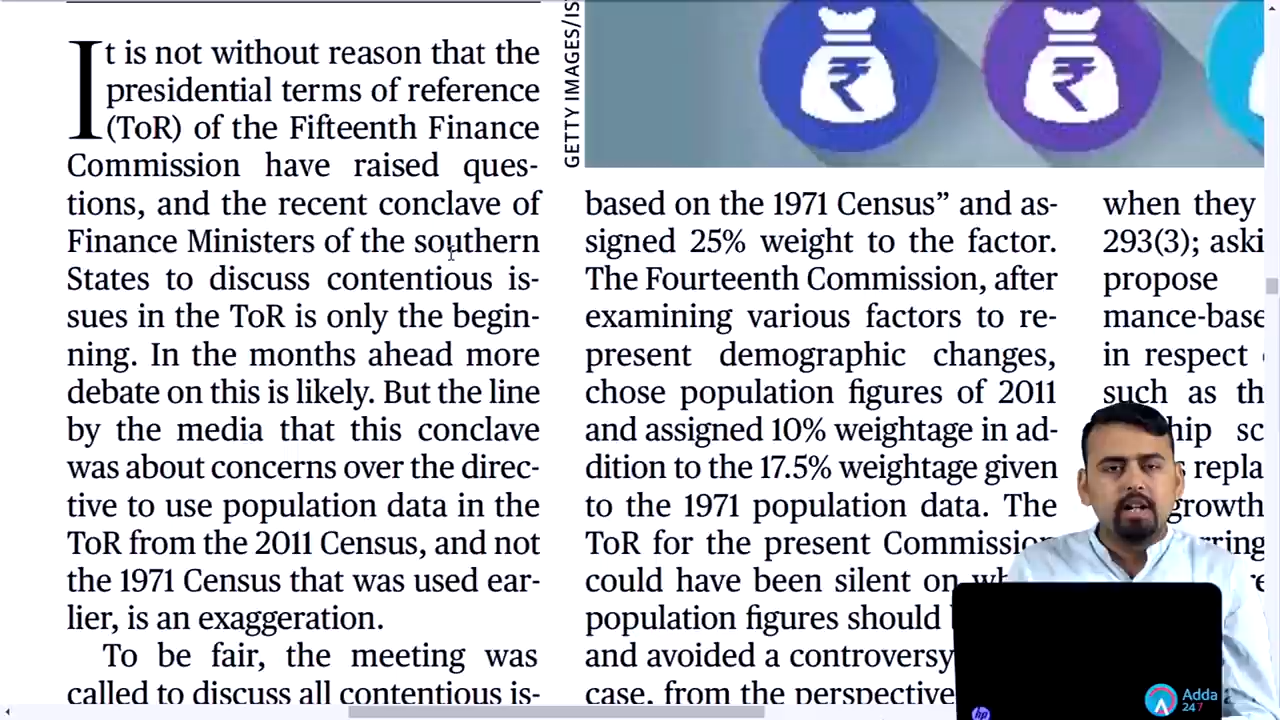 It is not without reason that the
presidential terms of reference
(ToR) of the Fifteenth Finance
Commission have raised ques-
tions, and the recent conclave of
Finance Ministers of the southern
States to discuss contentious is-
sues in the ToR is only the begin-
ning. In the months ahead more
debate on this is likely. But the line
by the media that this conclave
was about concerns over the direc-
tive to use population data in the
ToR from the 2011 Census, and not
the 1971 Census that was used ear-
lier, is an exaggeration.
To be fair, the meeting was
called to discuss all contentious is-
GETTY IMAGES/IS
₹
₹
based on the 1971 Census” and as-
signed 25% weight to the factor.
The Fourteenth Commission, after
examining various factors to re-
present demographic changes,
chose population figures of 2011
and assigned 10% weightage in ad-
dition to the 17.5% weightage given
to the 1971 population data. The
ToR for the present Commission
could have been silent on
population figures should
and avoided a controversy
case, from the perspective
when they
293(3);
propose
in respect
such as
hp
Adda
247